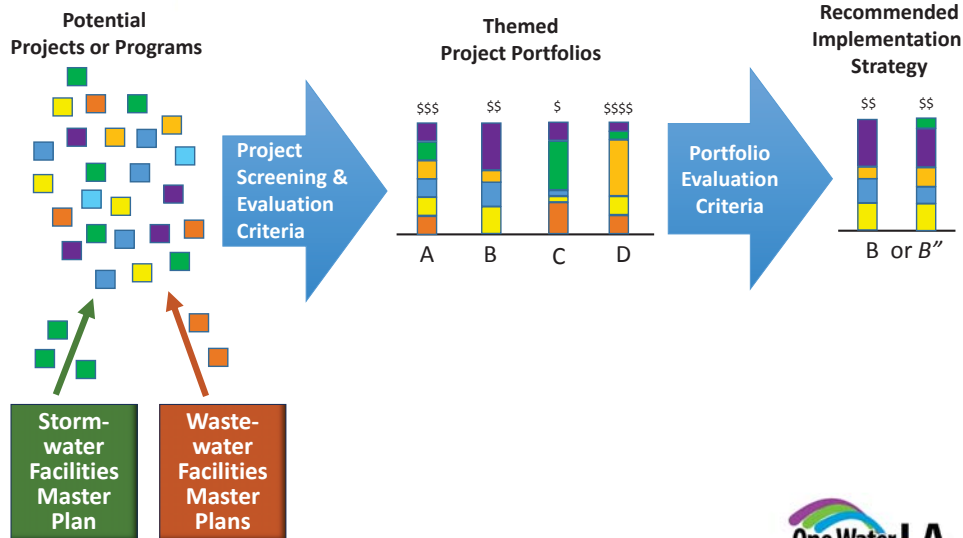 Potential
Projects or Programs
Themed
Project Portfolios
Recommended
Implementation
Strategy
Project
Screening &
Evaluation
Criteria
$$$
$$
$
$$$$
A
B
C
D
Portfolio
Evaluation
Criteria
$$
$$
B or B″
Storm-
water
Facilities
Master
Plan
Waste-
water
Facilities
Master
Plans
One Water LA